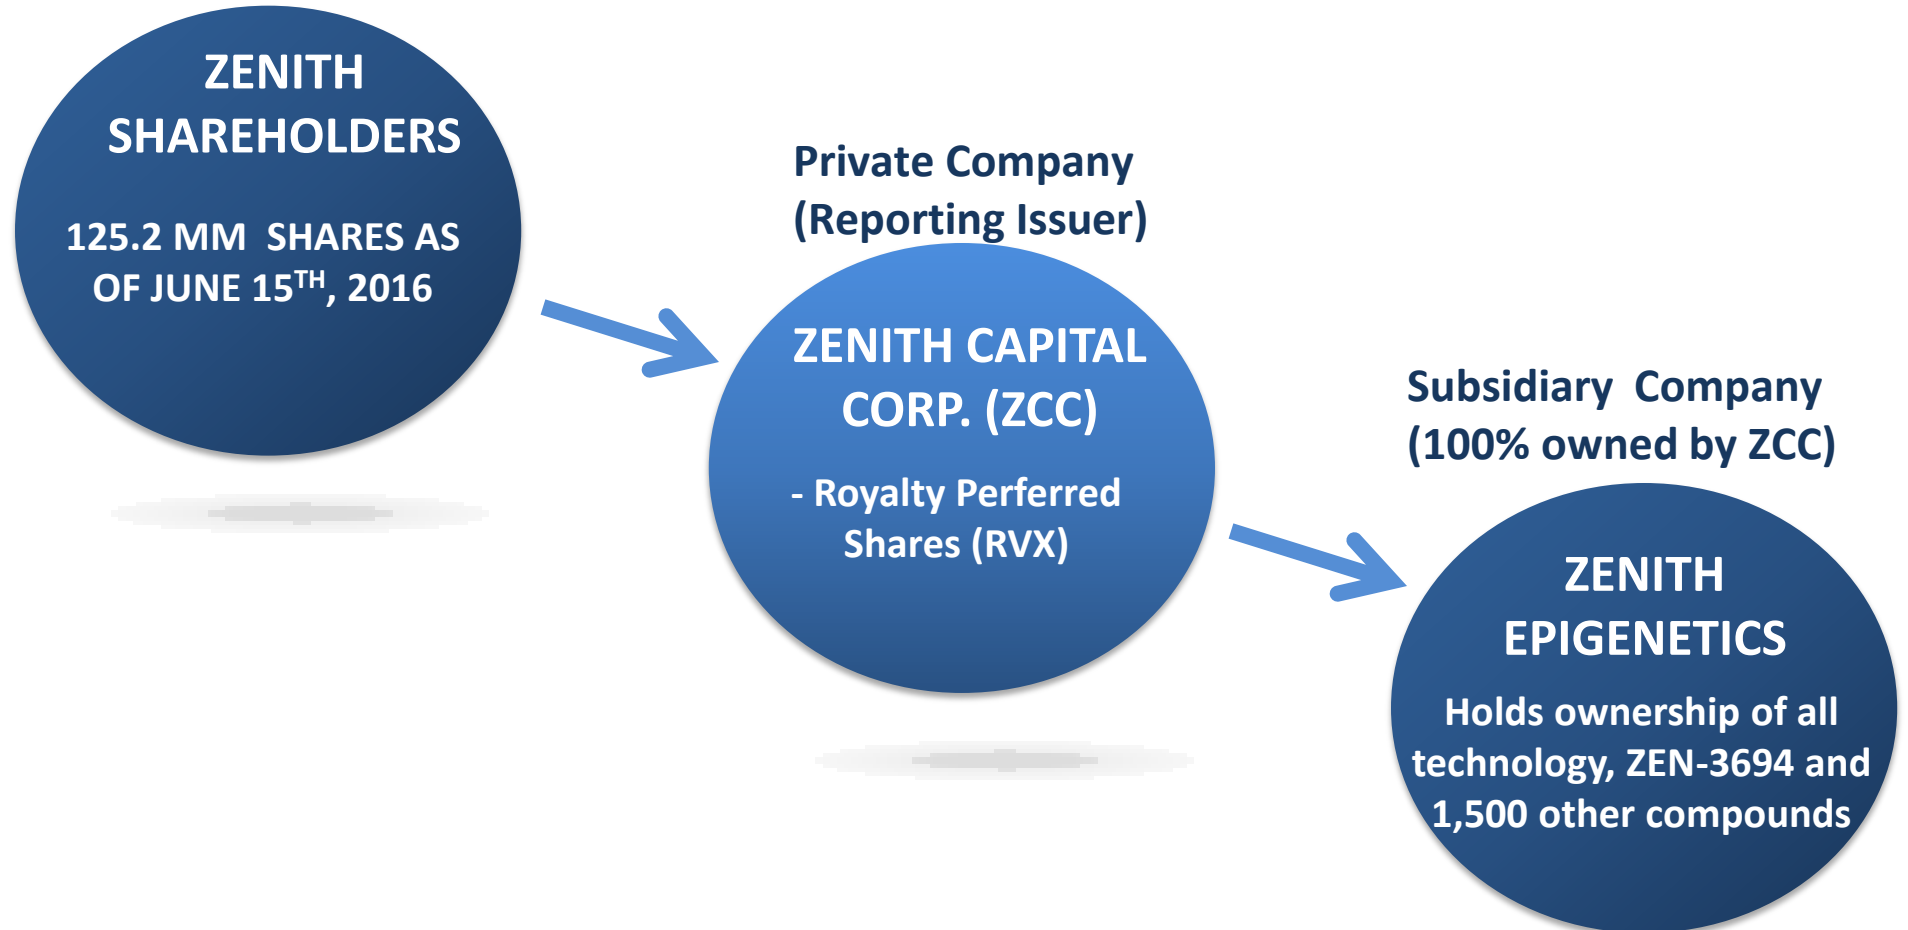 ZENITH
SHAREHOLDERS
125.2 MM  SHARES AS
OF JUNE 15TH, 2016
Private Company
(Reporting Issuer)
ZENITH CAPITAL
CORP. (ZCC)
- Royalty Perferred
Shares (RVX)
Subsidiary  Company
(100% owned by ZCC)
ZENITH
EPIGENETICS
Holds ownership of all
technology, ZEN-3694 and
1,500 other compounds